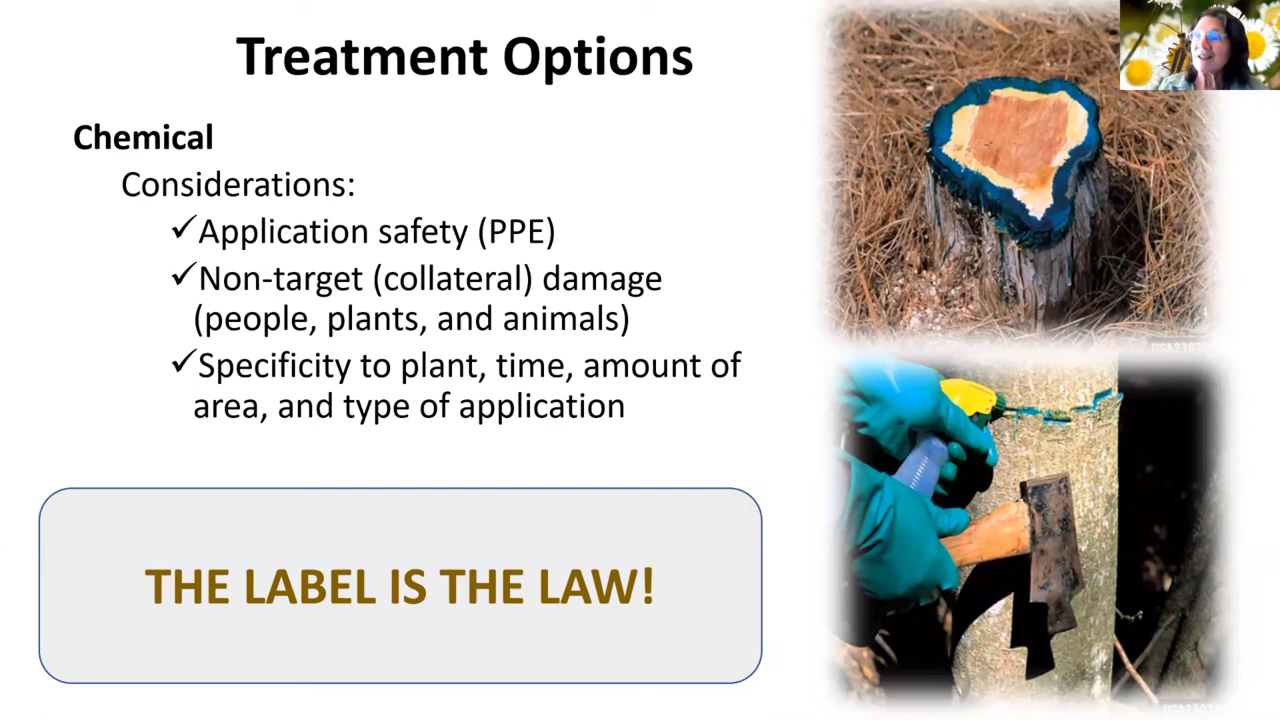 Treatment Options
Chemical
Considerations:
✓Application safety (PPE)
✓Non-target (collateral) damage
(people, plants, and animals)
✓Specificity to plant, time, amount of
area, and type of application
THE LABEL IS THE LAW!